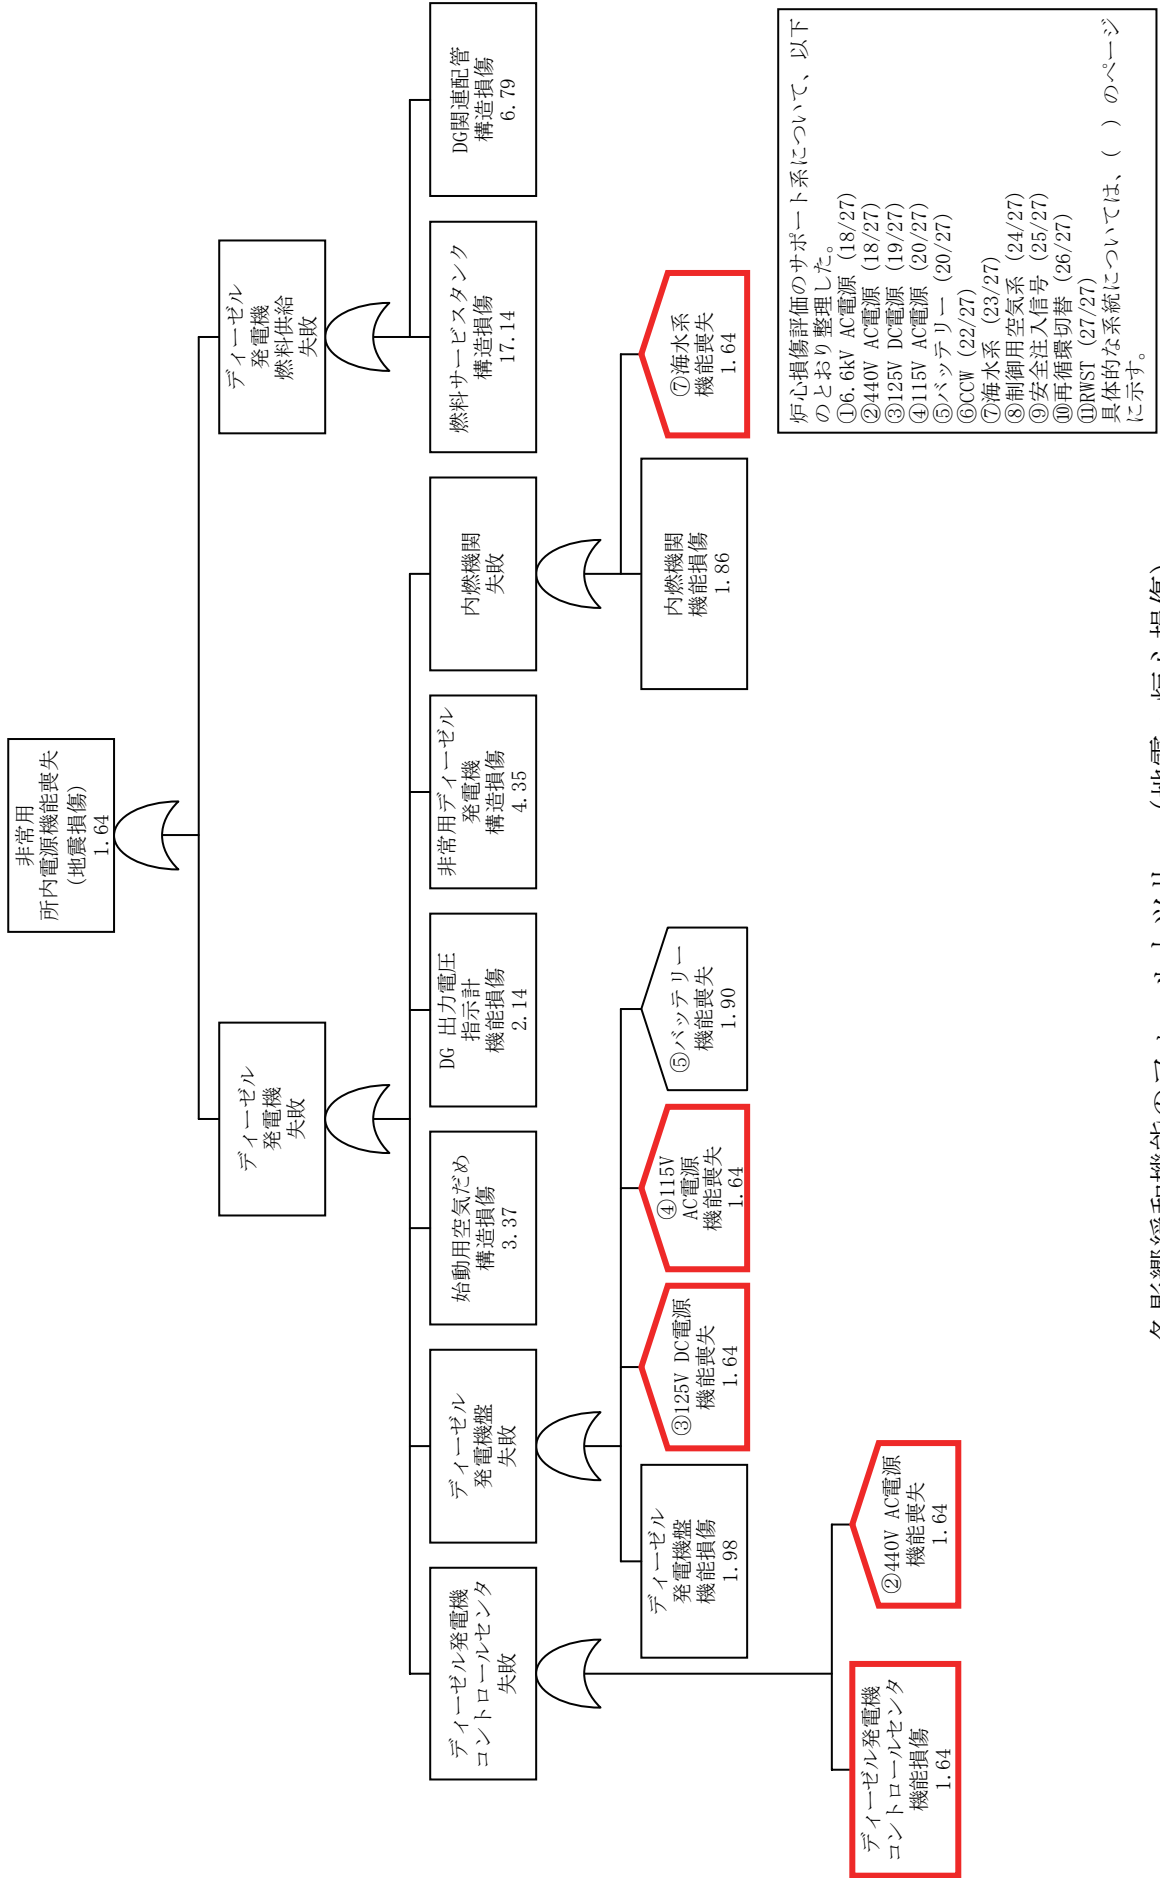 非常用
所内電源機能喪失
(地震損傷)
1.64
ディーゼル
発電機
失敗
ディーゼル
発電機
燃料供給
失敗
ディーゼル発電機
コントロールセンタ
失敗
ディーゼル
発電機盤
失敗
始動用空気だめ
構造損傷
3.37
DG 出力電圧
指示計
機能損傷
2.14
非常用ディーゼル
発電機
構造損傷
4.35
内燃機関
失敗
燃料サービスタンク
構造損傷
17.14
DG関連配管
構造損傷
6.79
ディーゼル
発電機盤
機能損傷
1.98
③125V DC電源
機能喪失
1.64
④115V
AC電源
機能喪失
1.64
⑤バッテリー
機能喪失
1.90
内燃機関
機能損傷
1.86
⑦海水系
機能喪失
1.64
ディーゼル発電機
コントロールセンタ
機能損傷
1.64
②440V AC電源
機能喪失
1.64
炉心損傷評価のサポート系について、以下
のとおり整理した。
①6.6kV AC電源 (18/27)
②440V AC電源 (18/27)
③125V DC電源 (19/27)
④115V AC電源 (20/27)
⑤バッテリー (20/27)
⑥CCW (22/27)
⑦海水系 (23/27)
⑧制御用空気系 (24/27)
⑨安全注入信号 (25/27)
⑩再循環切替 (26/27)
⑪RWST (27/27)
具体的な系統については、( ) のページ
に示す。